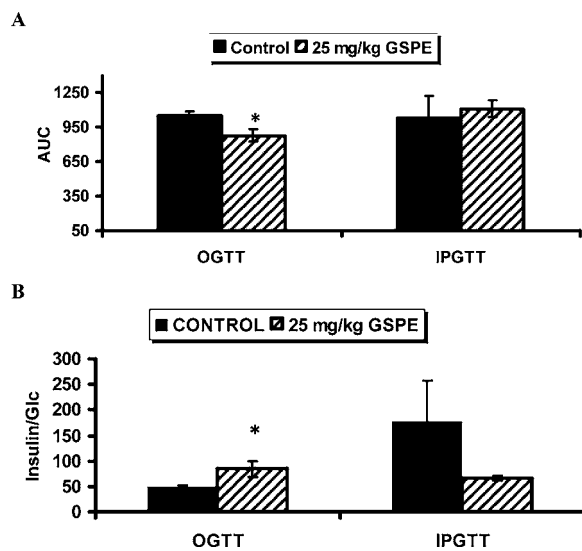 A
Control 25 mg/kg GSPE
1250
950
650
350
50
AUC
*
OGTT IPGTT
B
CONTROL 25 mg/kg GSPE
300
250
200
150
100
50
0
Insulin/Glc
*
OGTT IPGTT